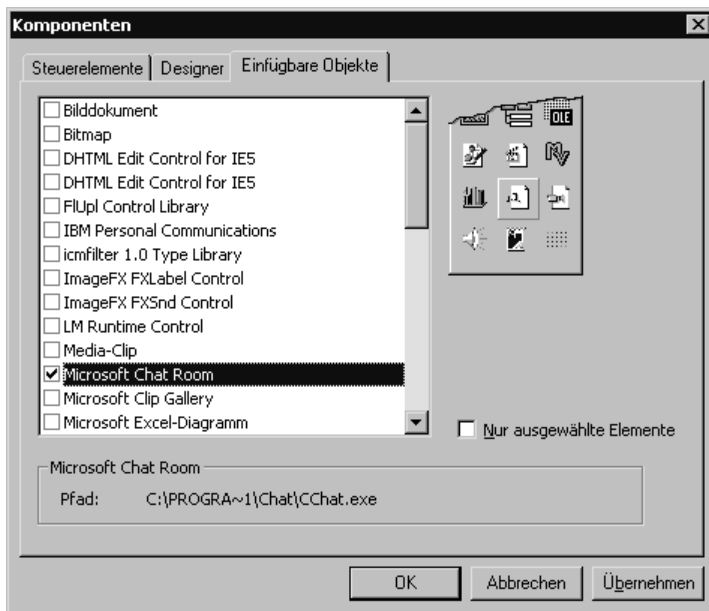 Komponenten
Steuerelemente
Designer
Einfügbare Objekte
Bilddokument
Bitmap
DHTML Edit Control for IE5
DHTML Edit Control for IE5
FlUpl Control Library
IBM Personal Communications
icmfilter 1.0 Type Library
ImageFX FXLabel Control
ImageFX FXSnd Control
LM Runtime Control
Media-Clip
Microsoft Chat Room
Microsoft Clip Gallery
Microsoft Excel-Diagramm
OLE
Nur ausgewählte Elemente
Microsoft Chat Room
Pfad: C:\PROGRA~1\Chat\CChat.exe
OK
Abbrechen
Übernehmen